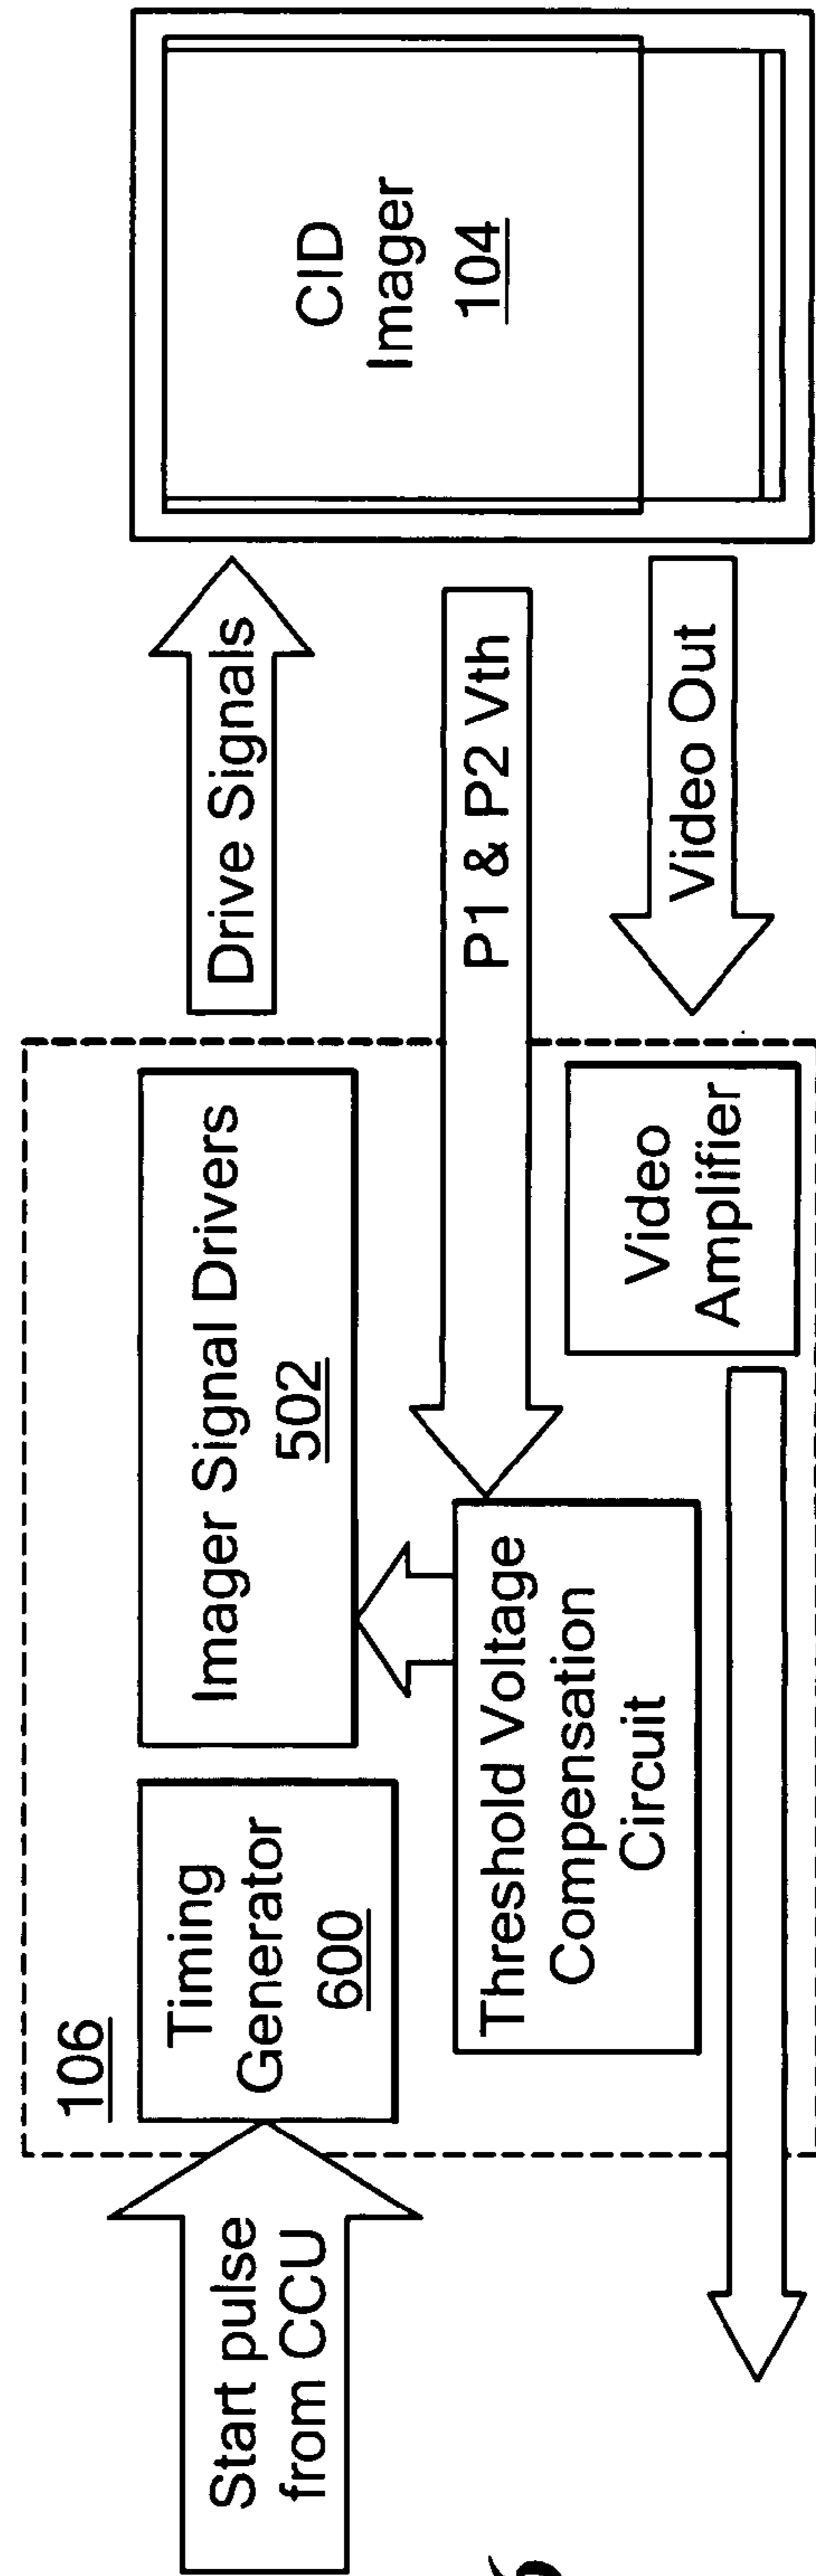 Start pulse
from CCU
106
Timing
Generator
600
Imager Signal Drivers
502
Threshold Voltage
Compensation
Circuit
Video
Amplifier
Drive Signals
P1 & P2 Vth
Video Out
CID
Imager
104